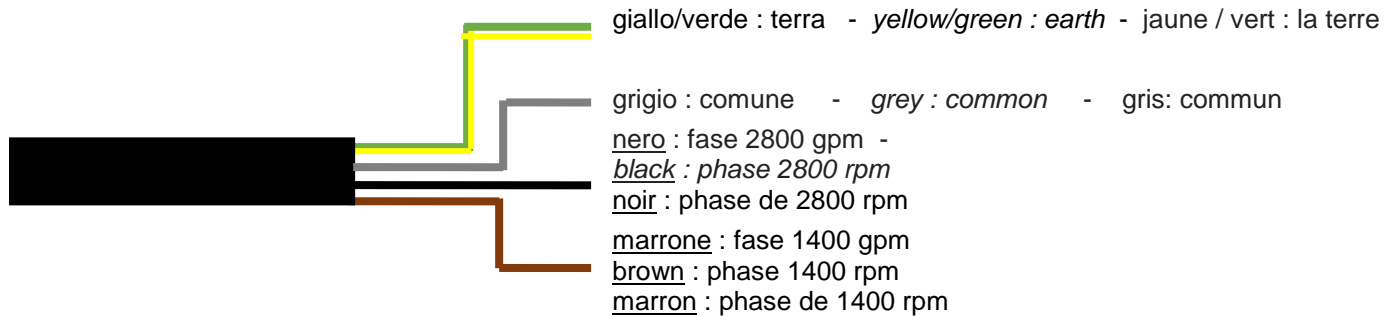 giallo/verde : terra - yellow/green : earth - jaune / vert : la terre
grigio : comune - grey : common - gris: commun
nero : fase 2800 gpm -
black : phase 2800 rpm
noir : phase de 2800 rpm
marrone : fase 1400 gpm
brown : phase 1400 rpm
marron : phase de 1400 rpm